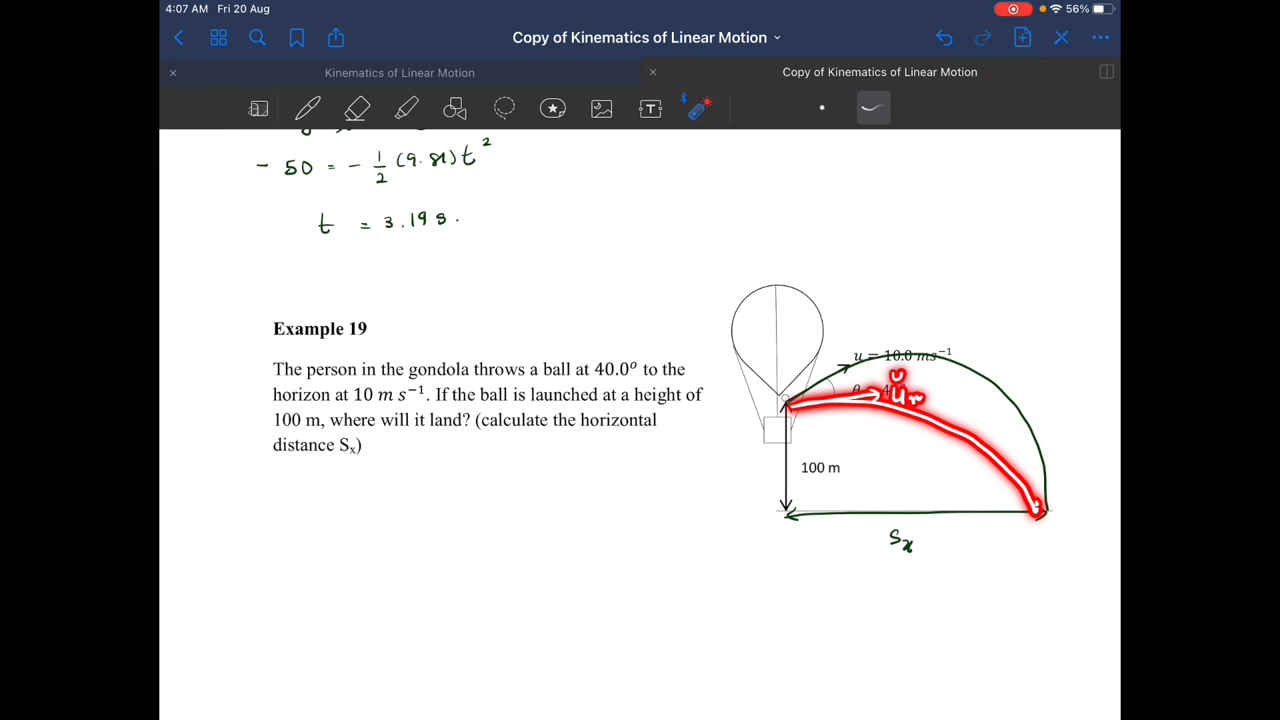 4:07 AM Fri 20 Aug
56%
Copy of Kinematics of Linear Motion
Kinematics of Linear Motion
Copy of Kinematics of Linear Motion
- 50 = - 1/2 (9.81) t²
t = 3.19 s.
Example 19
The person in the gondola throws a ball at 40.0° to the
horizon at 10 m s⁻¹. If the ball is launched at a height of
100 m, where will it land? (calculate the horizontal
distance Sₓ)
u = 10.0 ms⁻¹
u
100 m
Sₓ